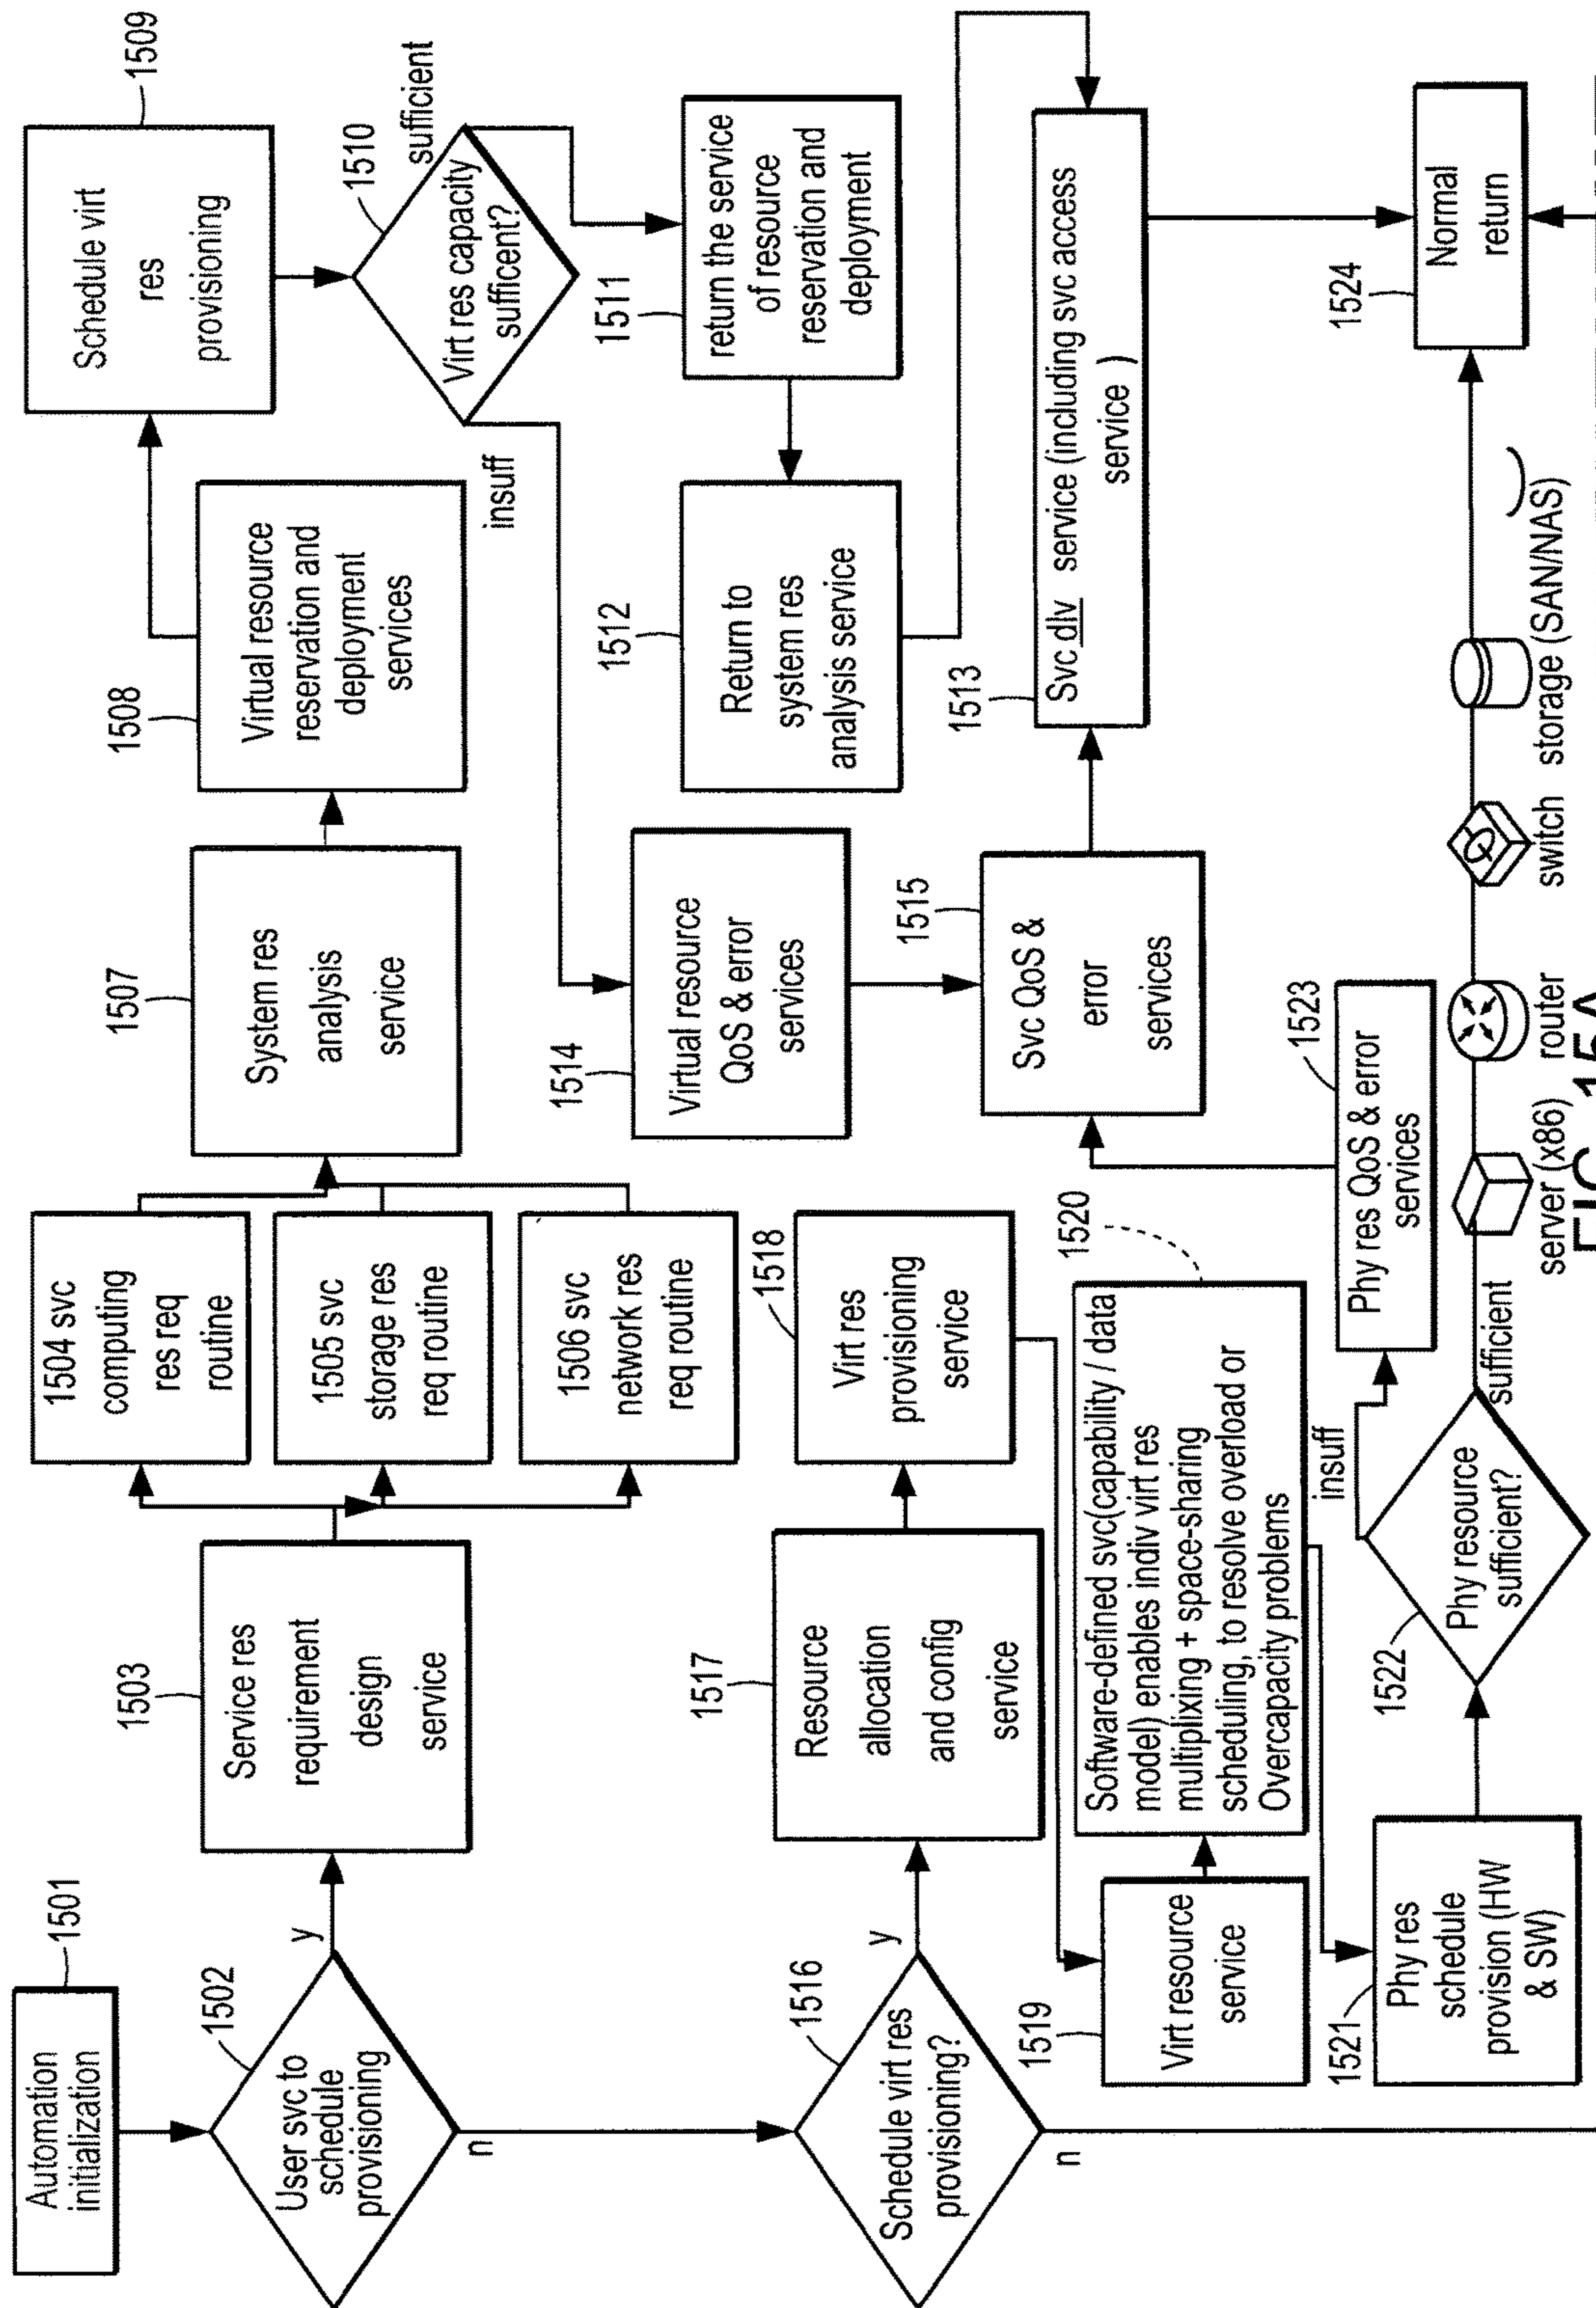 Automation
initialization
1501
User svc to
schedule
provisioning
1502
y
n
Service res
requirement
design
service
1503
1504 svc
computing
res req
routine
1505 svc
storage res
req routine
1506 svc
network res
req routine
System res
analysis
service
1507
Virtual resource
reservation and
deployment
services
1508
Schedule virt
res
provisioning
1509
Virt res capacity
sufficent?
1510
sufficient
insuff
return the service
of resource
reservation and
deployment
1511
Return to
system res
analysis service
1512
Svc dlv service (including svc access
service )
1513
Virtual resource
QoS & error
services
1514
Svc QoS &
error
services
1515
Schedule virt res
provisioning?
1516
y
n
Resource
allocation
and config
service
1517
Virt res
provisioning
service
1518
Virt resource
service
1519
Software-defined svc(capability / data
model) enables indiv virt res
multiplixing + space-sharing
scheduling, to resolve overload or
Overcapacity problems
1520
Phy res
schedule
provision (HW
& SW)
1521
Phy resource
sufficient?
1522
insuff
sufficient
Phy res QoS & error
services
1523
server (x86)
router
switch
storage (SAN/NAS)
Normal
return
1524
FIG. 15A